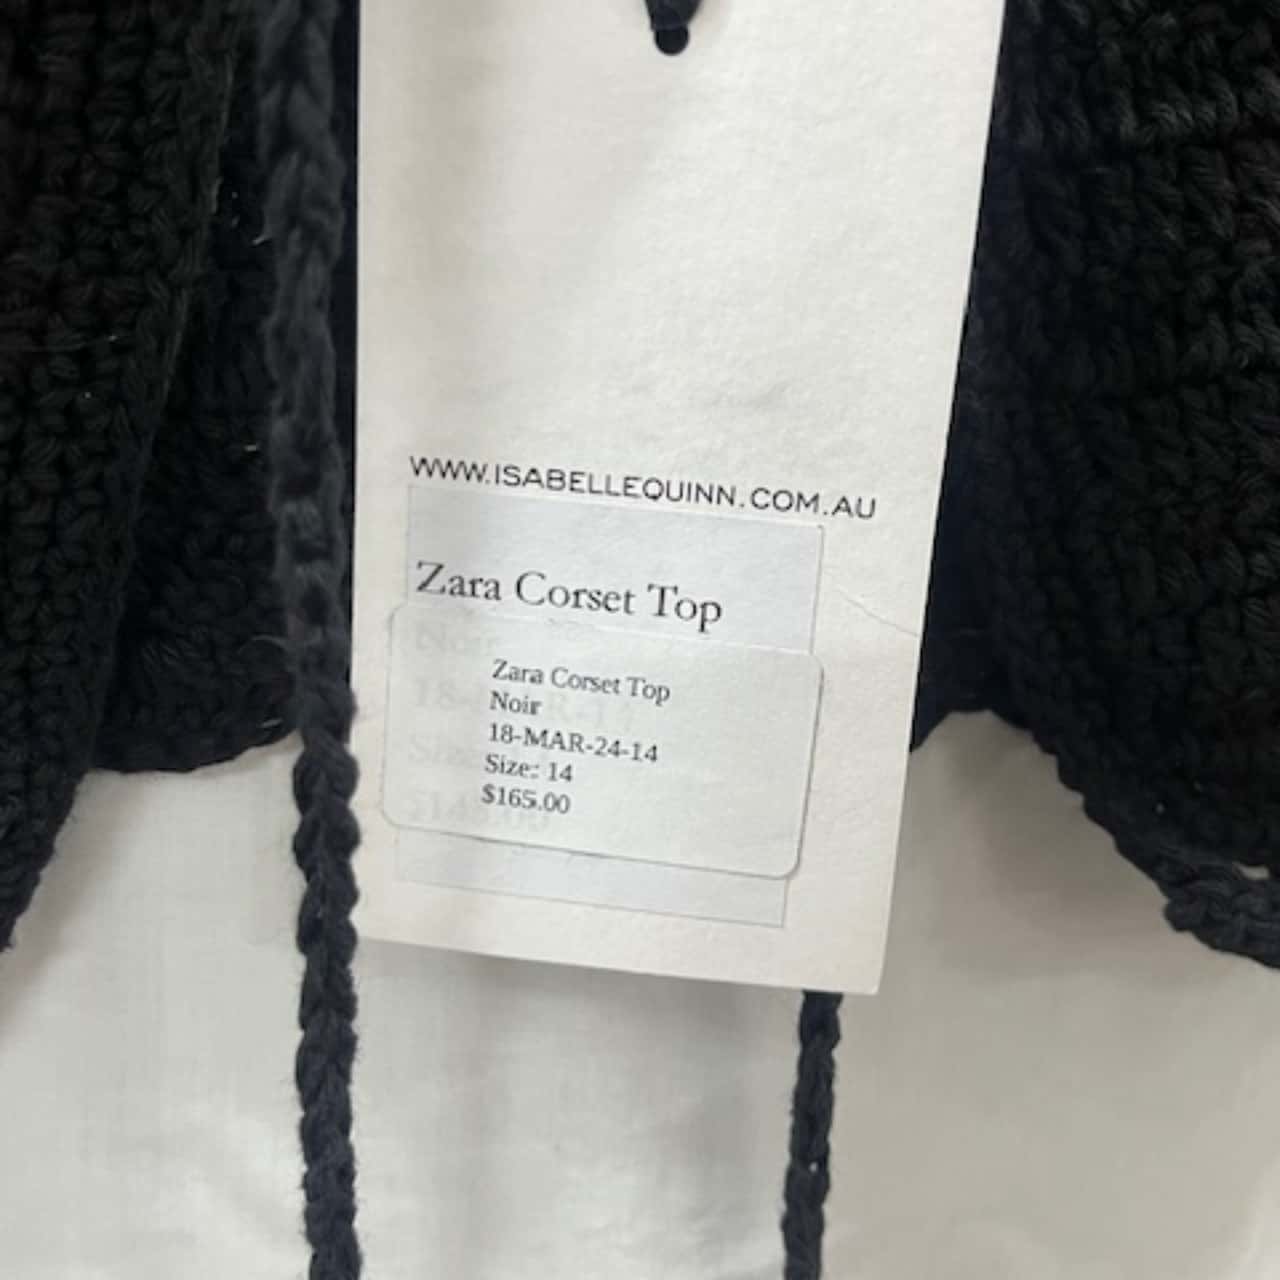 WWW.ISABELLEQUINN.COM.AU
Zara Corset Top
Zara Corset Top
Noir
18-MAR-24-14
Size: 14
$165.00